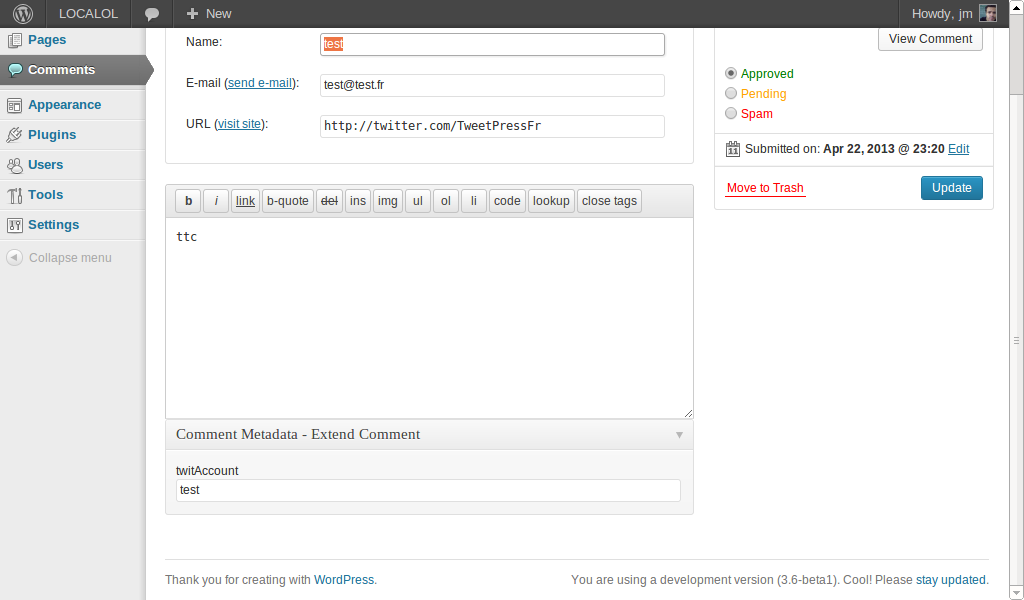 LOCALOL New Howdy, jm
Pages
Comments
Appearance
Plugins
Users
Tools
Settings
Collapse menu
Name: test
E-mail (send e-mail): test@test.fr
URL (visit site): http://twitter.com/TweetPressFr
b i link b-quote del ins img ul ol li code lookup close tags
ttc
Comment Metadata - Extend Comment
twitAccount
test
View Comment
Approved
Pending
Spam
11 Submitted on: Apr 22, 2013 @ 23:20 Edit
Move to Trash Update
Thank you for creating with WordPress. You are using a development version (3.6-beta1). Cool! Please stay updated.